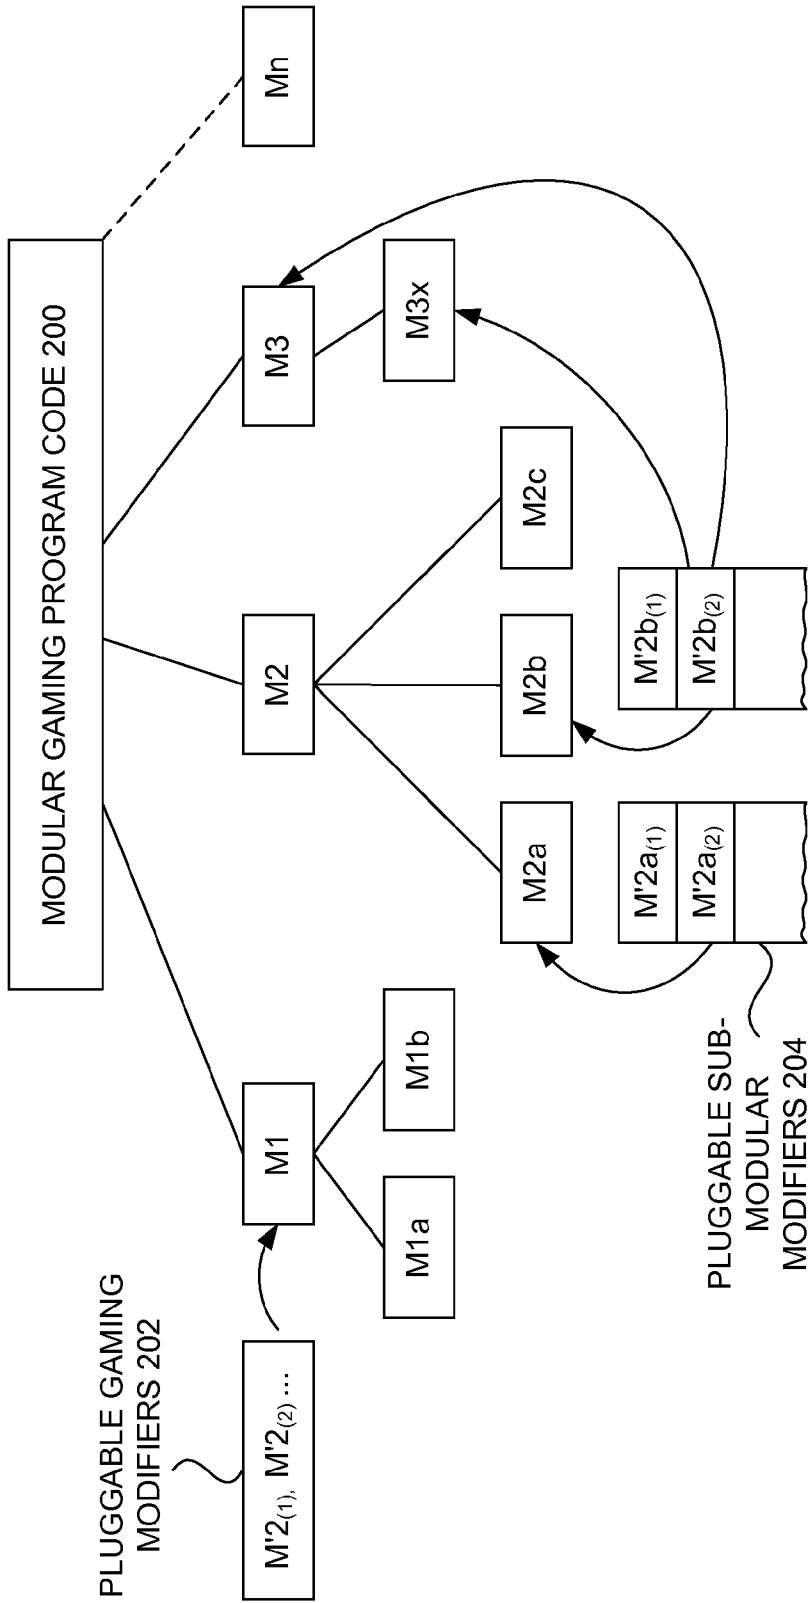 MODULAR GAMING PROGRAM CODE 200
PLUGGABLE GAMING
MODIFIERS 202
M'2(1), M'2(2) ...
M1
M2
M3
Mn
M1a
M1b
M3x
M2a
M2b
M2c
M'2a(1)
M'2a(2)
M'2b(1)
M'2b(2)
PLUGGABLE SUB-
MODULAR
MODIFIERS 204